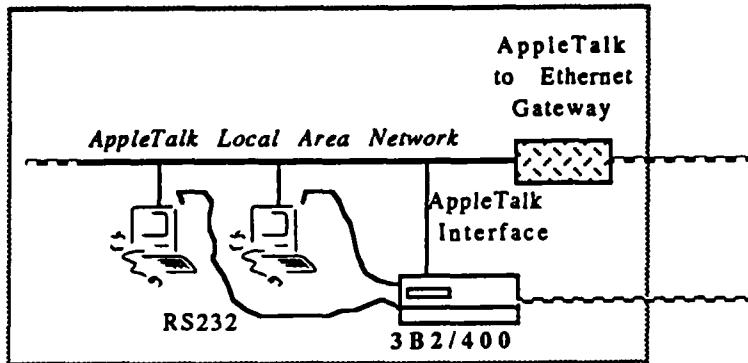 AppleTalk
to Ethernet
Gateway
AppleTalk Local Area Network
AppleTalk
Interface
RS232
3B2/400